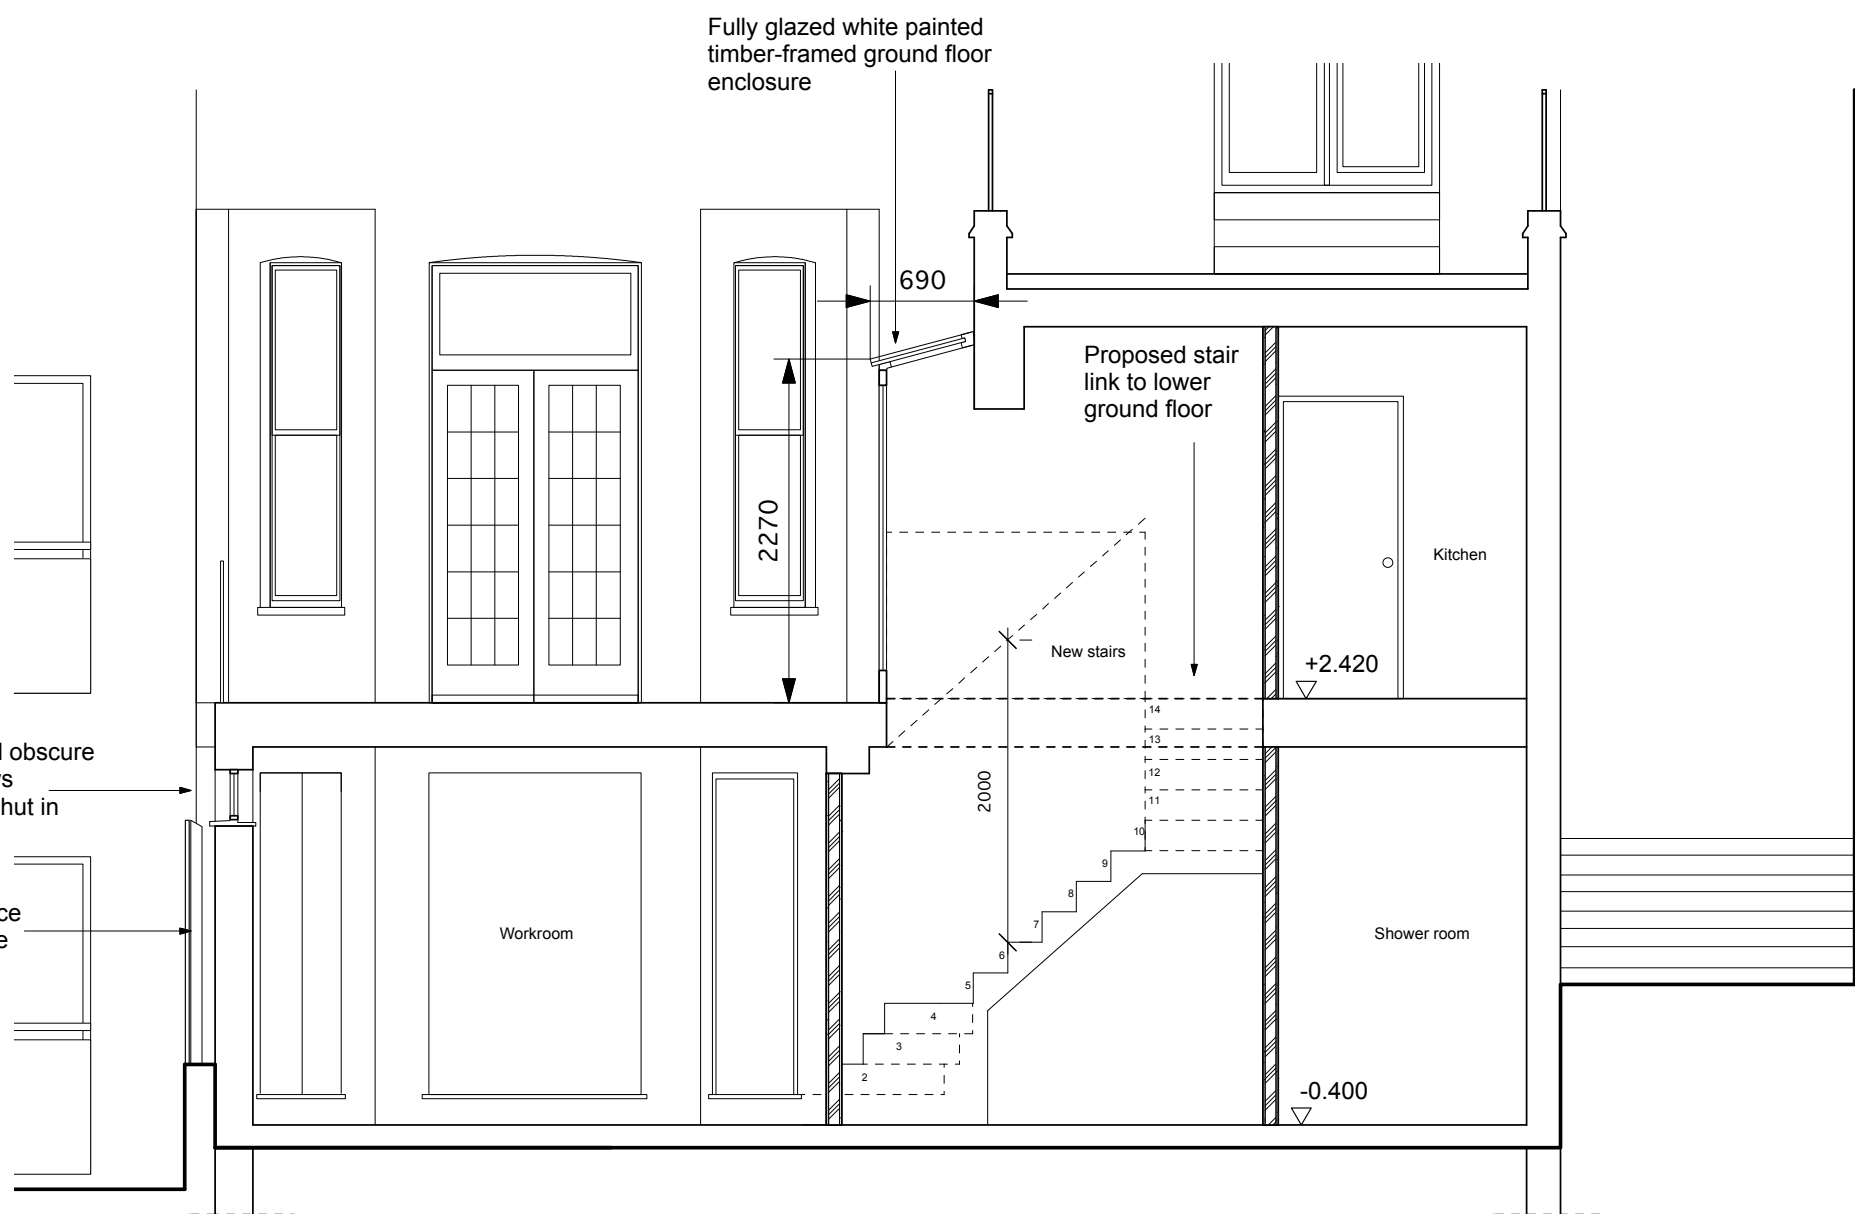 Fully glazed white painted
timber-framed ground floor
enclosure
690
Proposed stair
link to lower
ground floor
2270
Kitchen
New stairs
+2.420
14
13
12
11
10
9
8
7
6
5
4
3
2
2000
obscure
hut in
Workroom
Shower room
-0.400